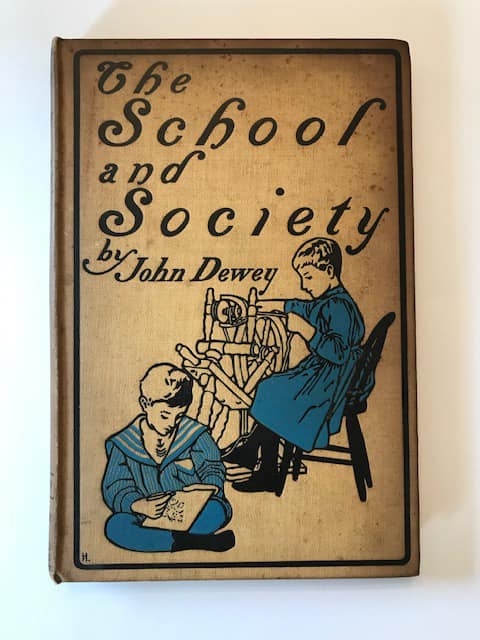 The
School
and
Society
by John Dewey
H.